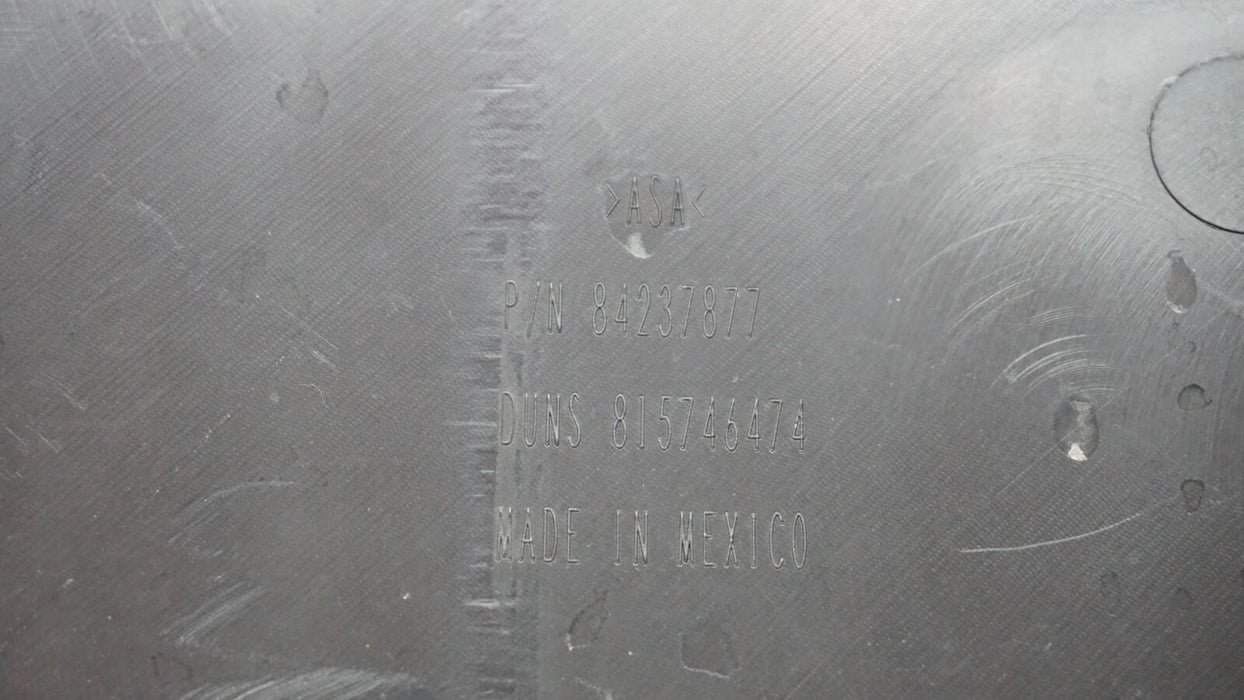 >ASA<
P/N 84237877
DUNS 815746474
MADE IN MEXICO